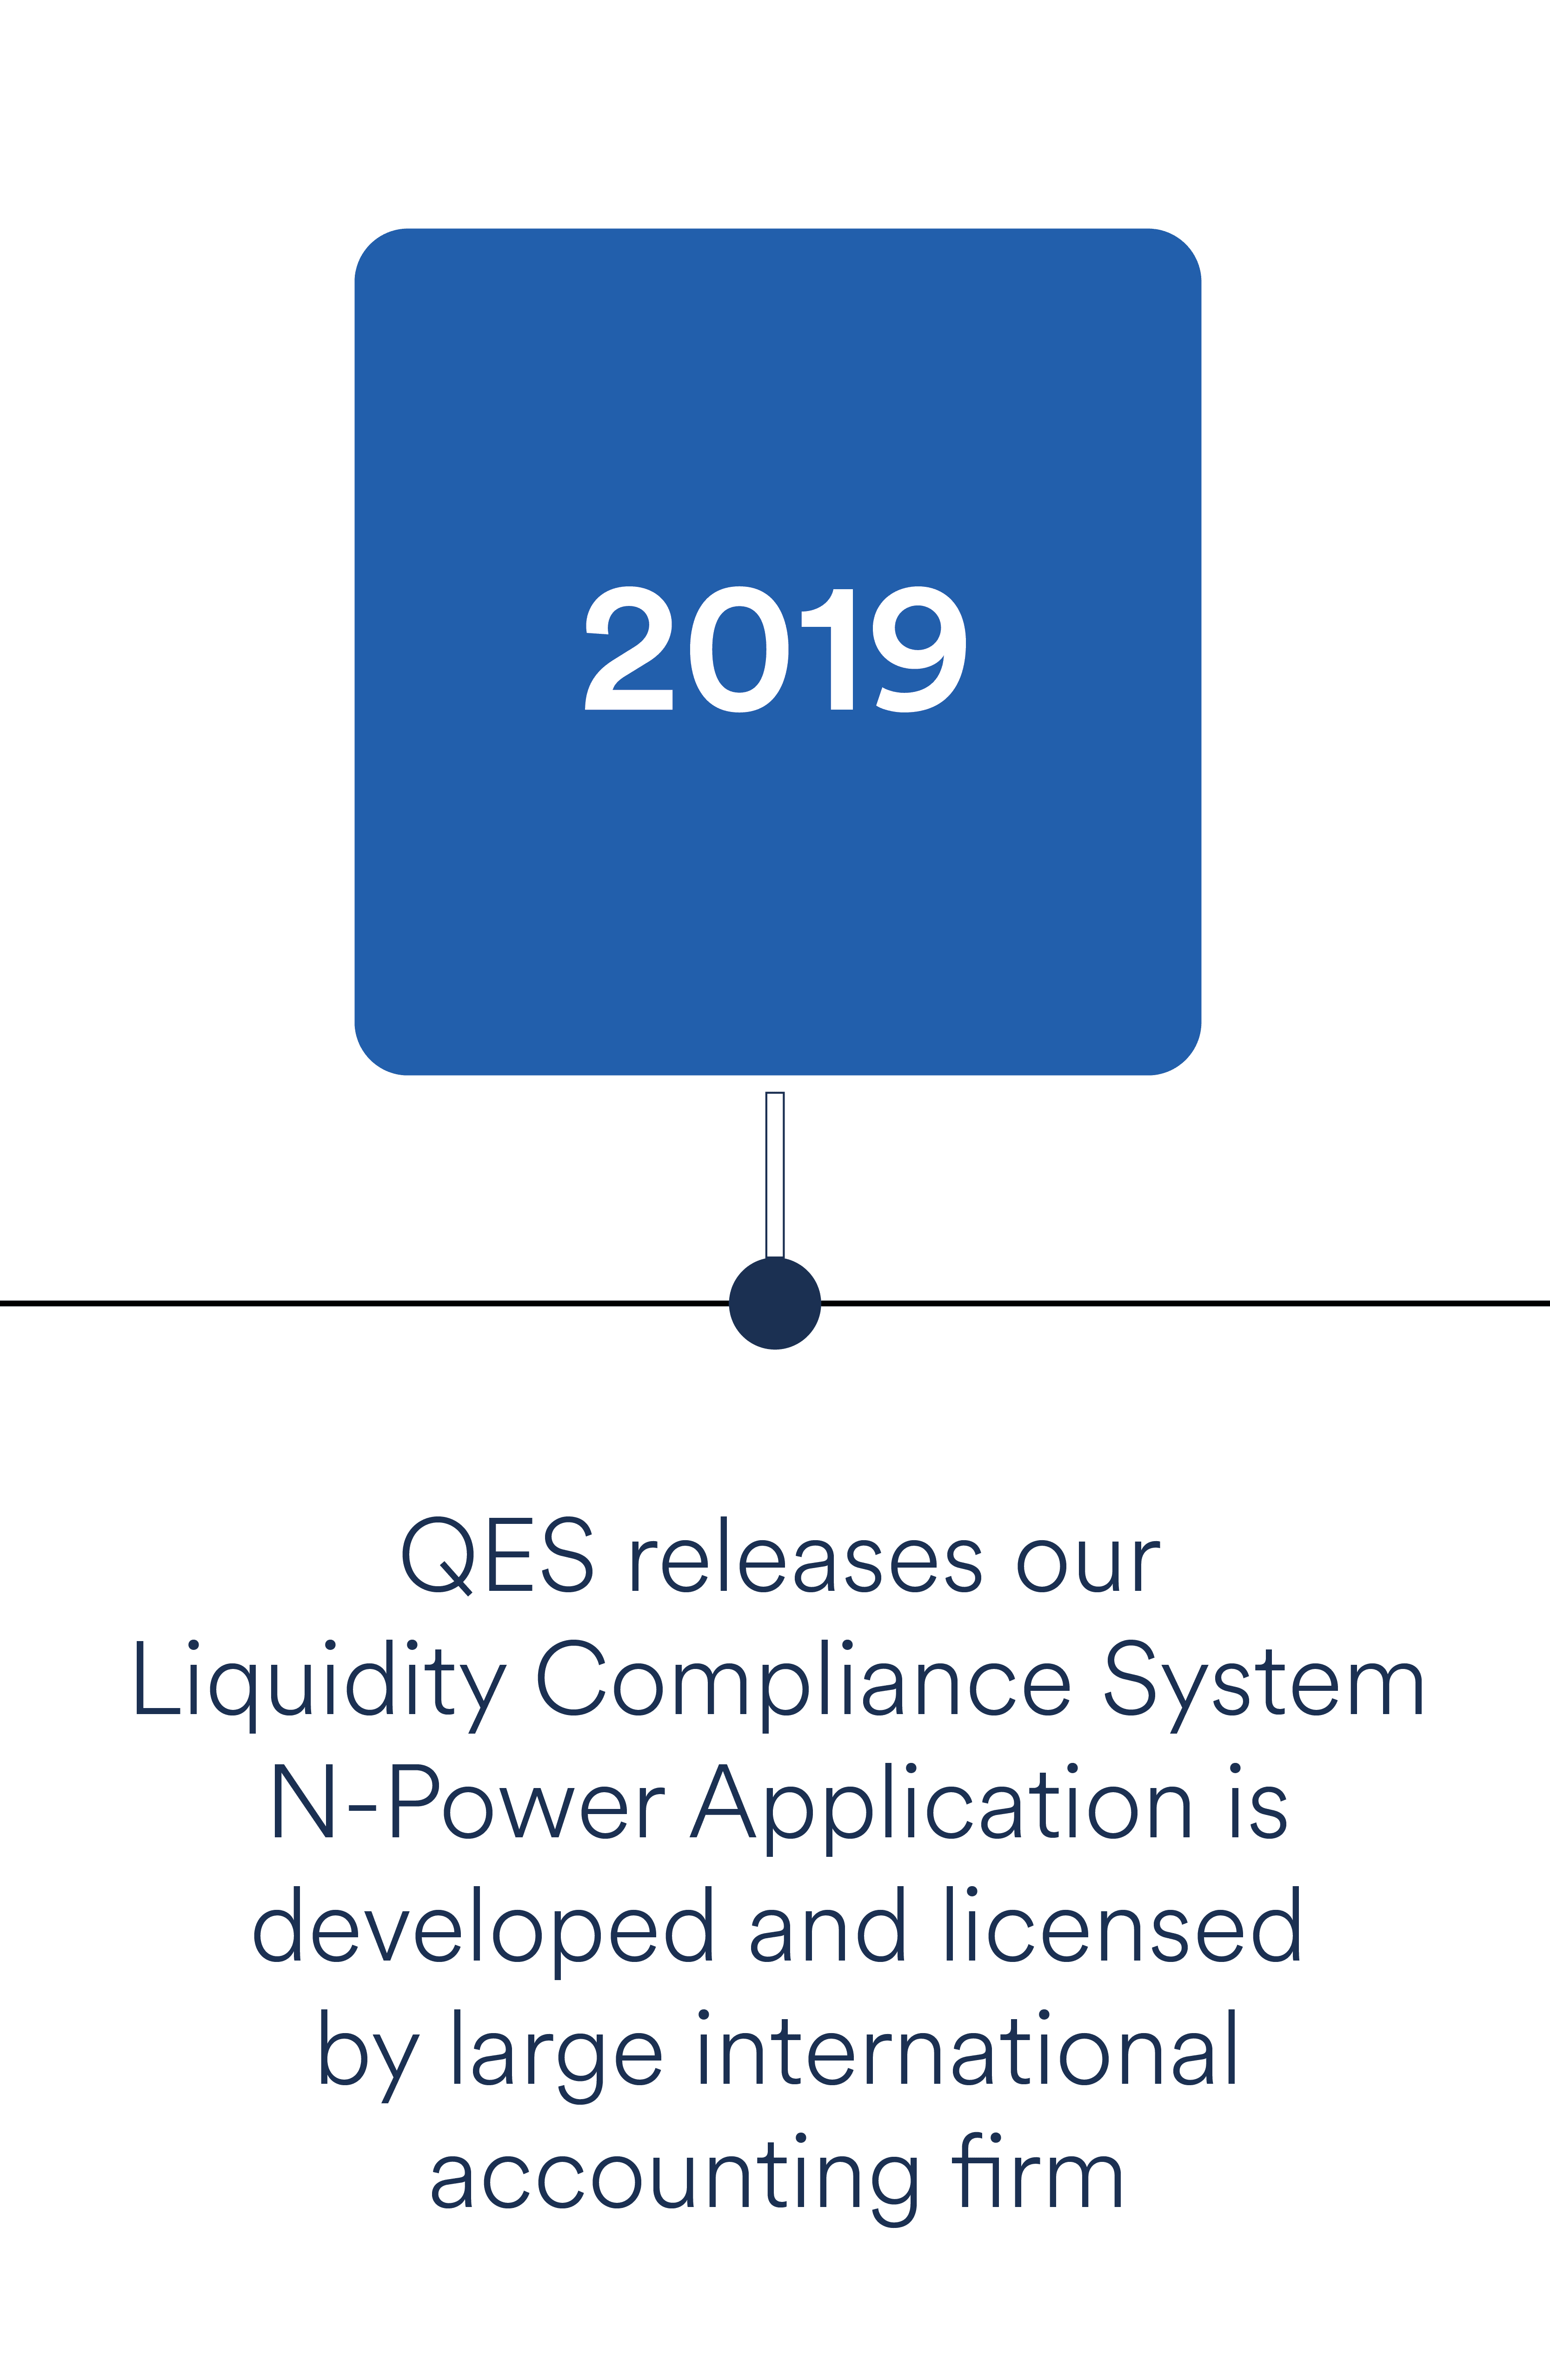 2019
QES releases our
Liquidity Compliance System
N-Power Application is
developed and licensed
by large international
accounting firm